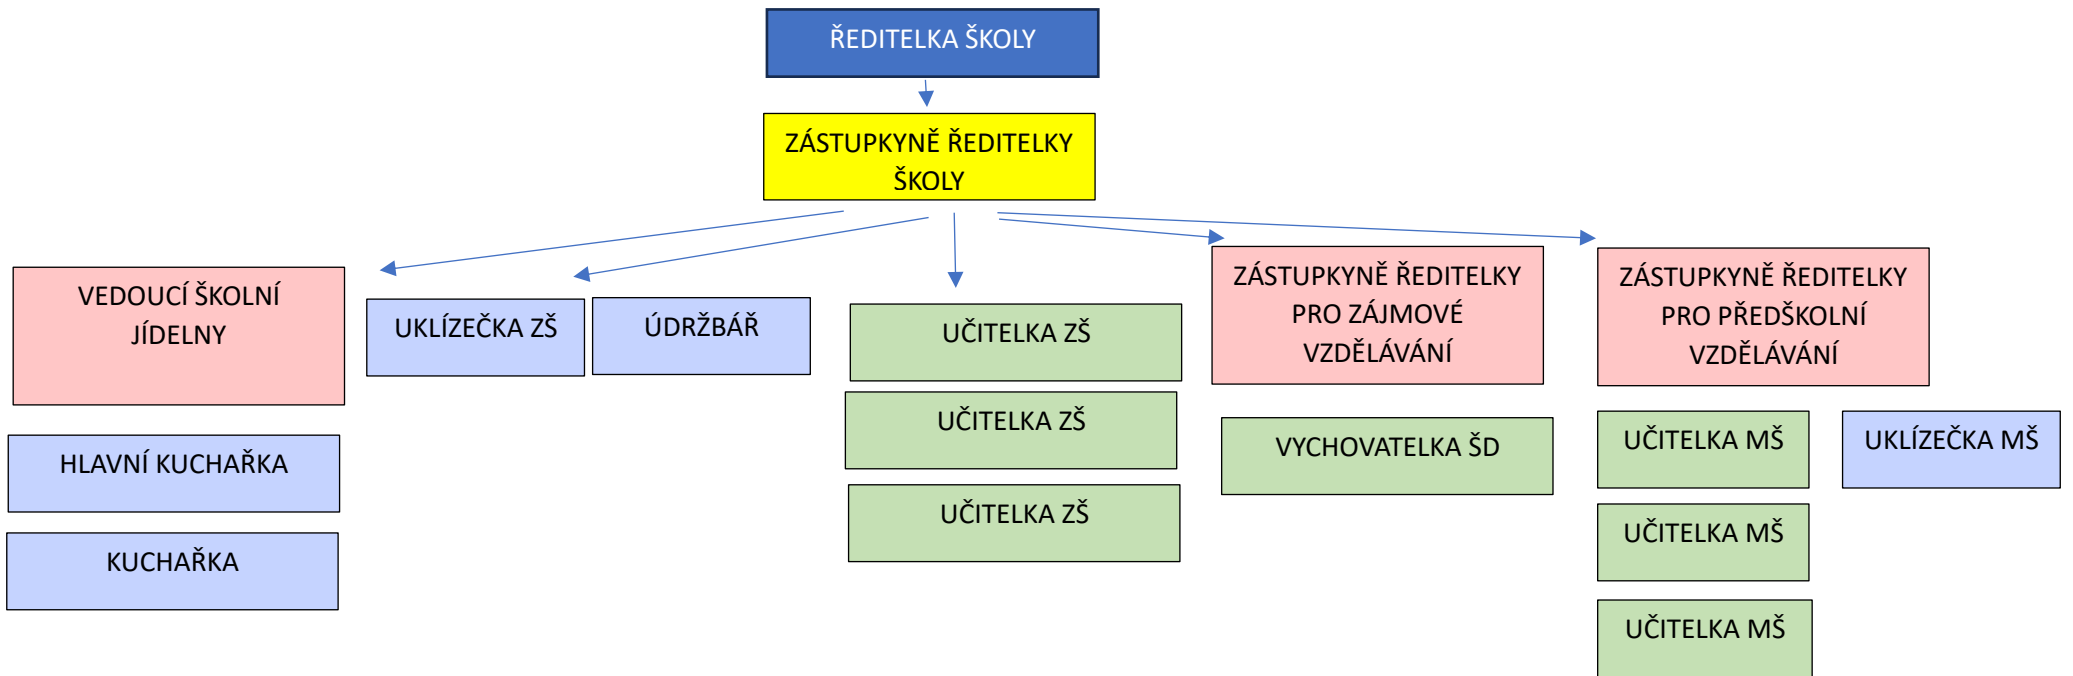 ŘEDITELKA ŠKOLY
ZÁSTUPKYNĚ ŘEDITELKY
ŠKOLY
VEDOUCÍ ŠKOLNÍ
JÍDELNY
HLAVNÍ KUCHAŘKA
KUCHAŘKA
UKLÍZEČKA ZŠ
ÚDRŽBÁŘ
UČITELKA ZŠ
UČITELKA ZŠ
UČITELKA ZŠ
ZÁSTUPKYNĚ ŘEDITELKY
PRO ZÁJMOVÉ
VZDĚLÁVÁNÍ
VYCHOVATELKA ŠD
ZÁSTUPKYNĚ ŘEDITELKY
PRO PŘEDŠKOLNÍ
VZDĚLÁVÁNÍ
UČITELKA MŠ
UKLÍZEČKA MŠ
UČITELKA MŠ
UČITELKA MŠ